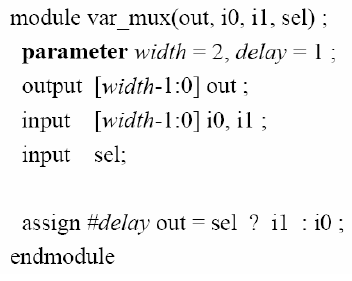 module var_mux(out, i0, i1, sel) ;
parameter width = 2, delay = 1 ;
output [width-1:0] out ;
input [width-1:0] i0, i1 ;
input sel;
assign #delay out = sel ? i1 : i0 ;
endmodule